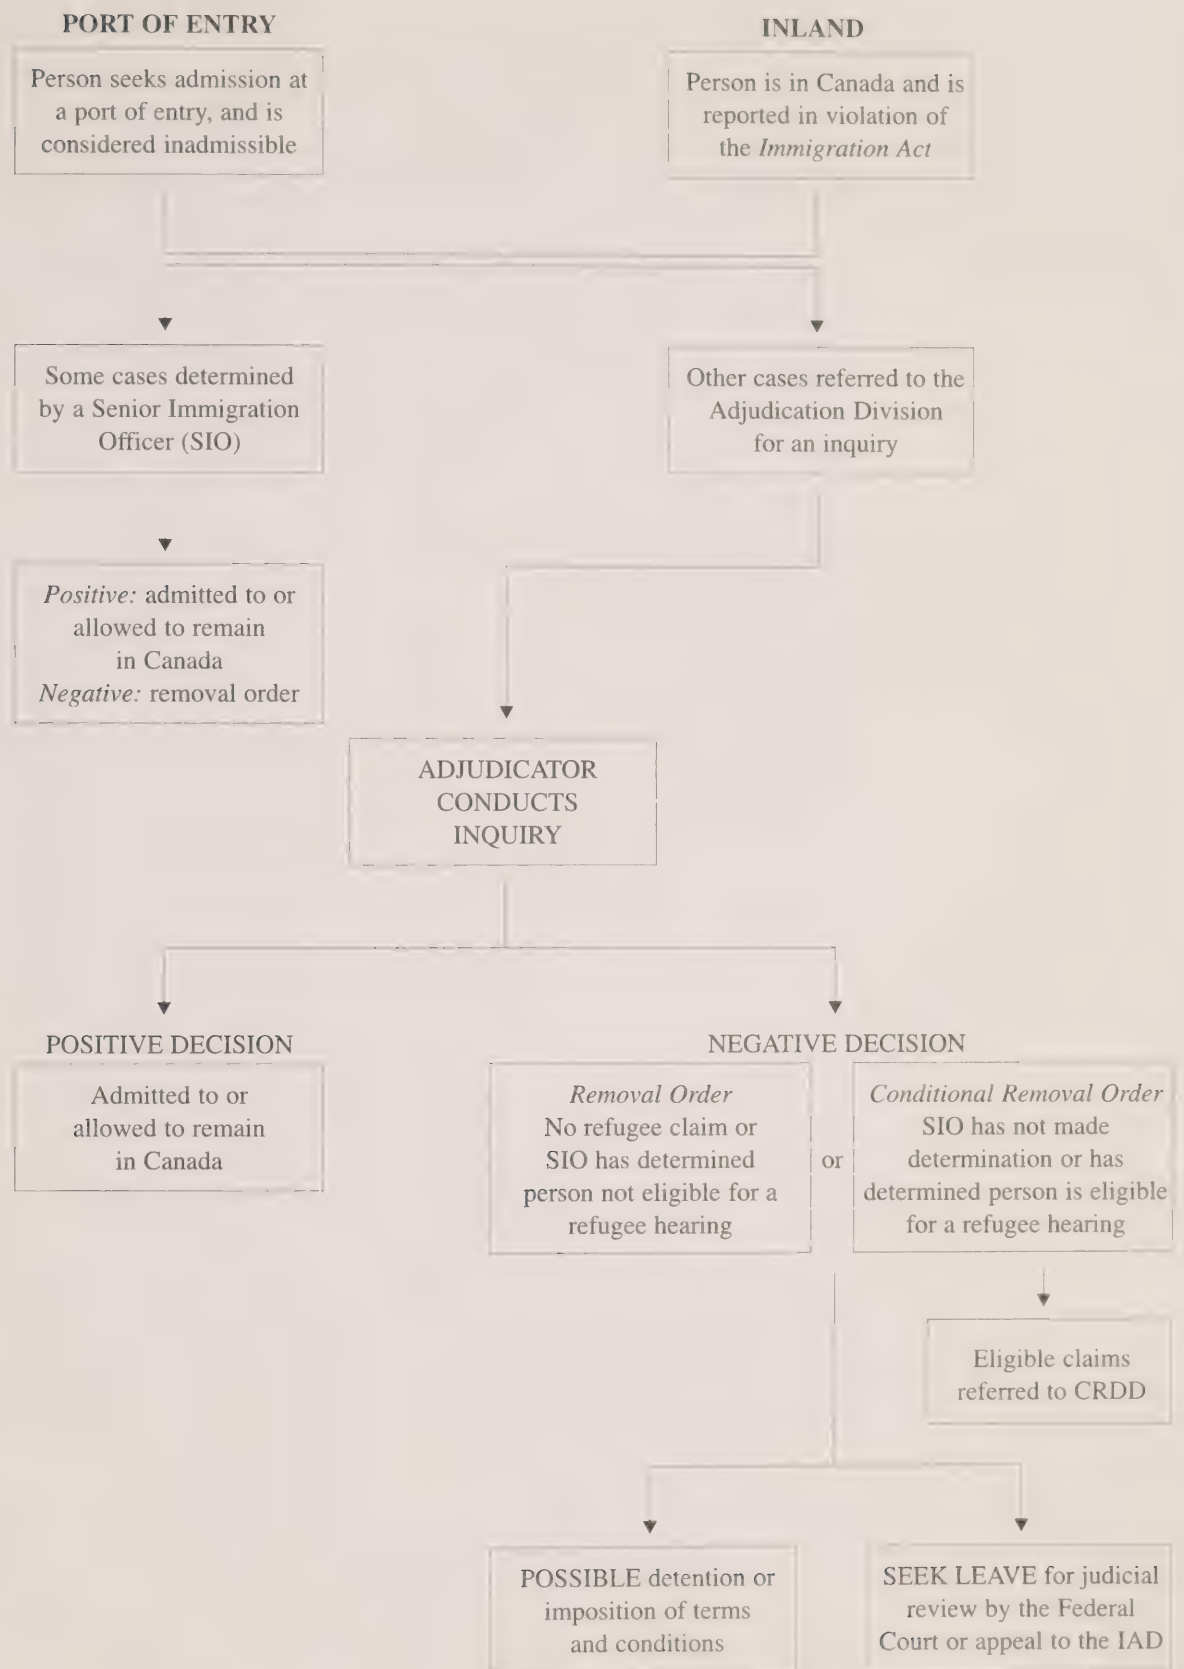 PORT OF ENTRY
Person seeks admission at
a port of entry, and is
considered inadmissible
INLAND
Person is in Canada and is
reported in violation of
the Immigration Act
Some cases determined
by a Senior Immigration
Officer (SIO)
Other cases referred to the
Adjudication Division
for an inquiry
Positive: admitted to or
allowed to remain
in Canada
Negative: removal order
ADJUDICATOR
CONDUCTS
INQUIRY
POSITIVE DECISION
Admitted to or
allowed to remain
in Canada
NEGATIVE DECISION
Removal Order
No refugee claim or
SIO has determined
person not eligible for a
refugee hearing
or
Conditional Removal Order
SIO has not made
determination or has
determined person is eligible
for a refugee hearing
Eligible claims
referred to CRDD
POSSIBLE detention or
imposition of terms
and conditions
SEEK LEAVE for judicial
review by the Federal
Court or appeal to the IAD